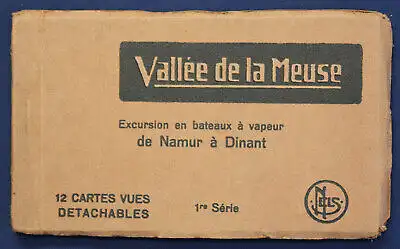 Vallée de la Meuse
Excursion en bateaux à vapeur
de Namur à Dinant
12 CARTES VUES
DETACHABLES
1re Série
NELS